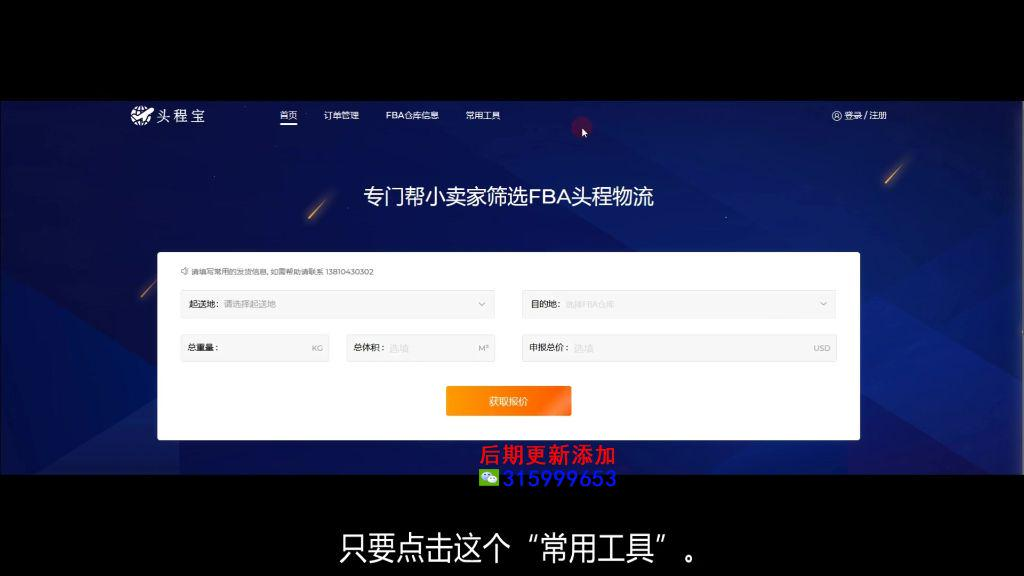 头程宝
首页 订单管理 FBA仓库信息 常用工具
登录 / 注册
专门帮小卖家筛选FBA头程物流
请填写常用的发货信息, 如需帮助请联系 13810430302
起送地: 请选择起送地
目的地: 选择FBA仓库
总重量: KG
总体积: 选填 M³
申报总价: 选填 USD
获取报价
后期更新添加
315999653
只要点击这个“常用工具”。